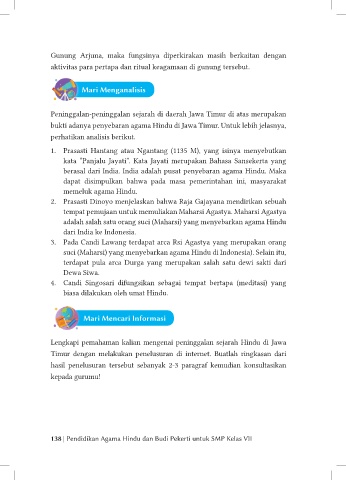 Gunung Arjuna, maka fungsinya diperkirakan masih berkaitan dengan
aktivitas para pertapa dan ritual keagamaan di gunung tersebut.
Mari Menganalisis
Peninggalan-peninggalan sejarah di daerah Jawa Timur di atas merupakan
bukti adanya penyebaran agama Hindu di Jawa Timur. Untuk lebih jelasnya,
perhatikan analisis berikut.
1. Prasasti Hantang atau Ngantang (1135 M), yang isinya menyebutkan
kata "Panjalu Jayati". Kata Jayati merupakan Bahasa Sansekerta yang
berasal dari India. India adalah pusat penyebaran agama Hindu. Maka
dapat disimpulkan bahwa pada masa pemerintahan ini, masyarakat
memeluk agama Hindu.
2. Prasasti Dinoyo menjelaskan bahwa Raja Gajayana mendirikan sebuah
tempat pemujaan untuk memuliakan Maharsi Agastya. Maharsi Agastya
adalah salah satu orang suci (Maharsi) yang menyebarkan agama Hindu
dari India ke Indonesia.
3. Pada Candi Lawang terdapat arca Rsi Agastya yang merupakan orang
suci (Maharsi) yang menyebarkan agama Hindu di Indonesia). Selain itu,
terdapat pula arca Durga yang merupakan salah satu dewi sakti dari
Dewa Siwa.
4. Candi Singosari difungsikan sebagai tempat bertapa (meditasi) yang
biasa dilakukan oleh umat Hindu.
Mari Mencari Informasi
Lengkapi pemahaman kalian mengenai peninggalan sejarah Hindu di Jawa
Timur dengan melakukan penelusuran di internet. Buatlah ringkasan dari
hasil penelusuran tersebut sebanyak 2-3 paragraf kemudian konsultasikan
kepada gurumu!
138 | Pendidikan Agama Hindu dan Budi Pekerti untuk SMP Kelas VII